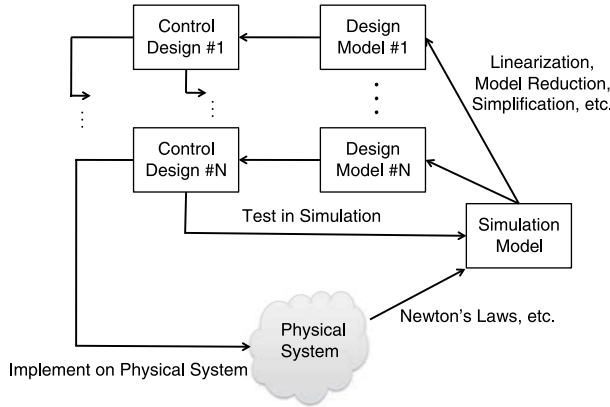 Control
Design #1
Design
Model #1
Linearization,
Model Reduction,
Simplification, etc.
Control
Design #N
Design
Model #N
Test in Simulation
Simulation
Model
Physical
System
Newton's Laws, etc.
Implement on Physical System